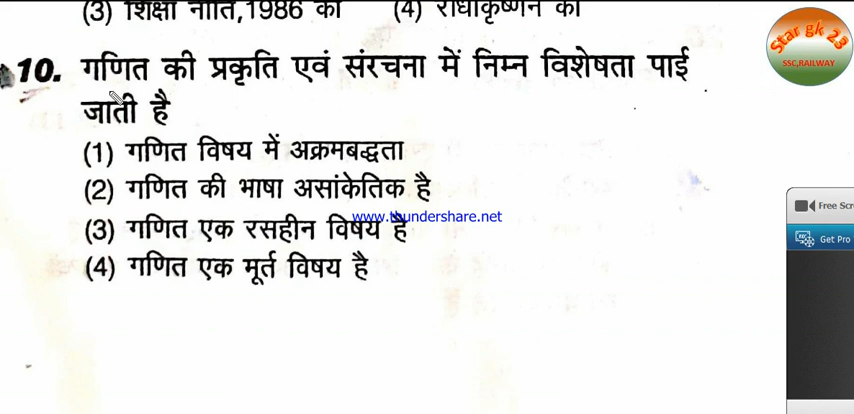 (3) शिक्षा नीति,1986 का (4) राधाकृष्णन का
10. गणित की प्रकृति एवं संरचना में निम्न विशेषता पाई
जाती है
(1) गणित विषय में अक्रमबद्धता
(2) गणित की भाषा असांकेतिक है
(3) गणित एक रसहीन विषय है
(4) गणित एक मूर्त विषय है
www.thundershare.net
Star gk 23
SSC,RAILWAY
Free Scr
Get Pro